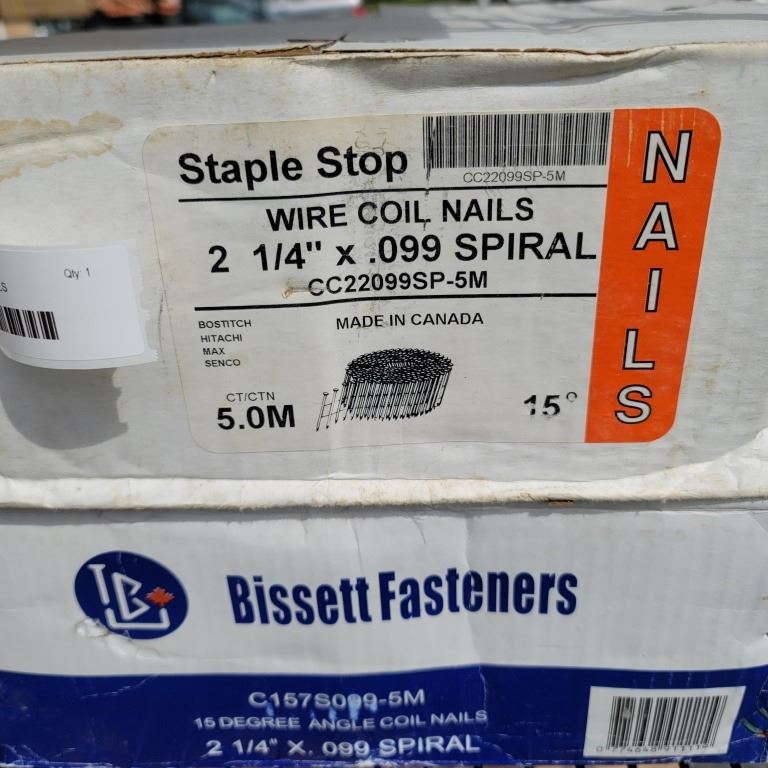 Staple Stop
CC22099SP-5M
WIRE COIL NAILS
2 1/4" x .099 SPIRAL
CC22099SP-5M
BOSTITCH
HITACHI
MAX
SENCO
MADE IN CANADA
CT/CTN
5.0M
15°
NAILS
Qty: 1
LS
Bissett Fasteners
C157S099-5M
15 DEGREE ANGLE COIL NAILS
2 1/4" X. 099 SPIRAL